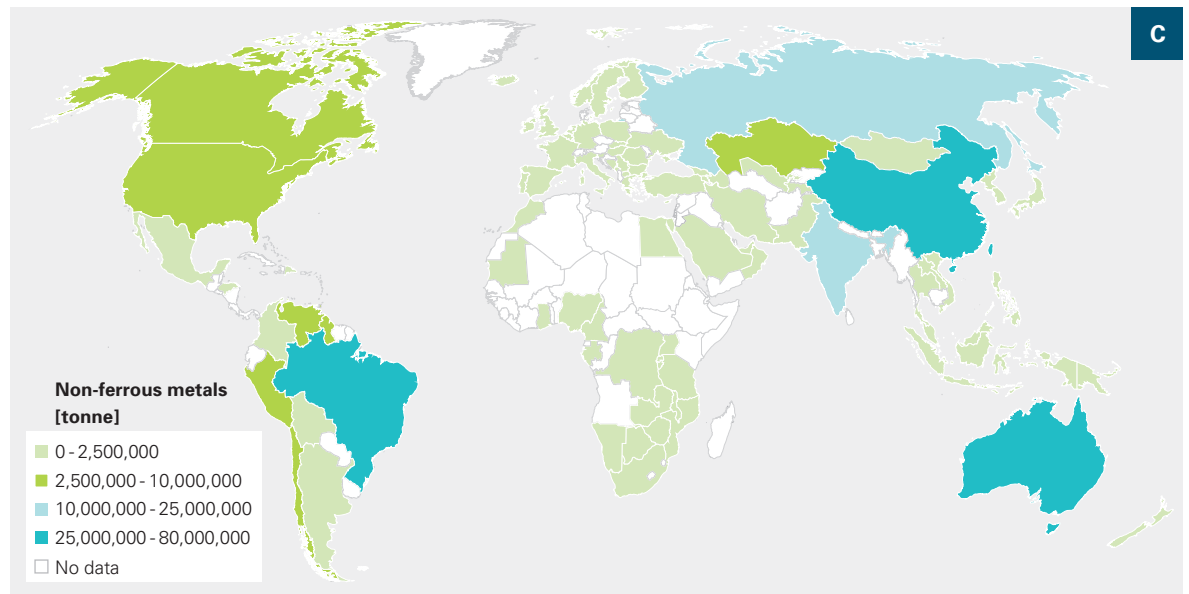 C
Non-ferrous metals
[tonne]
0 - 2,500,000
2,500,000 - 10,000,000
10,000,000 - 25,000,000
25,000,000 - 80,000,000
No data